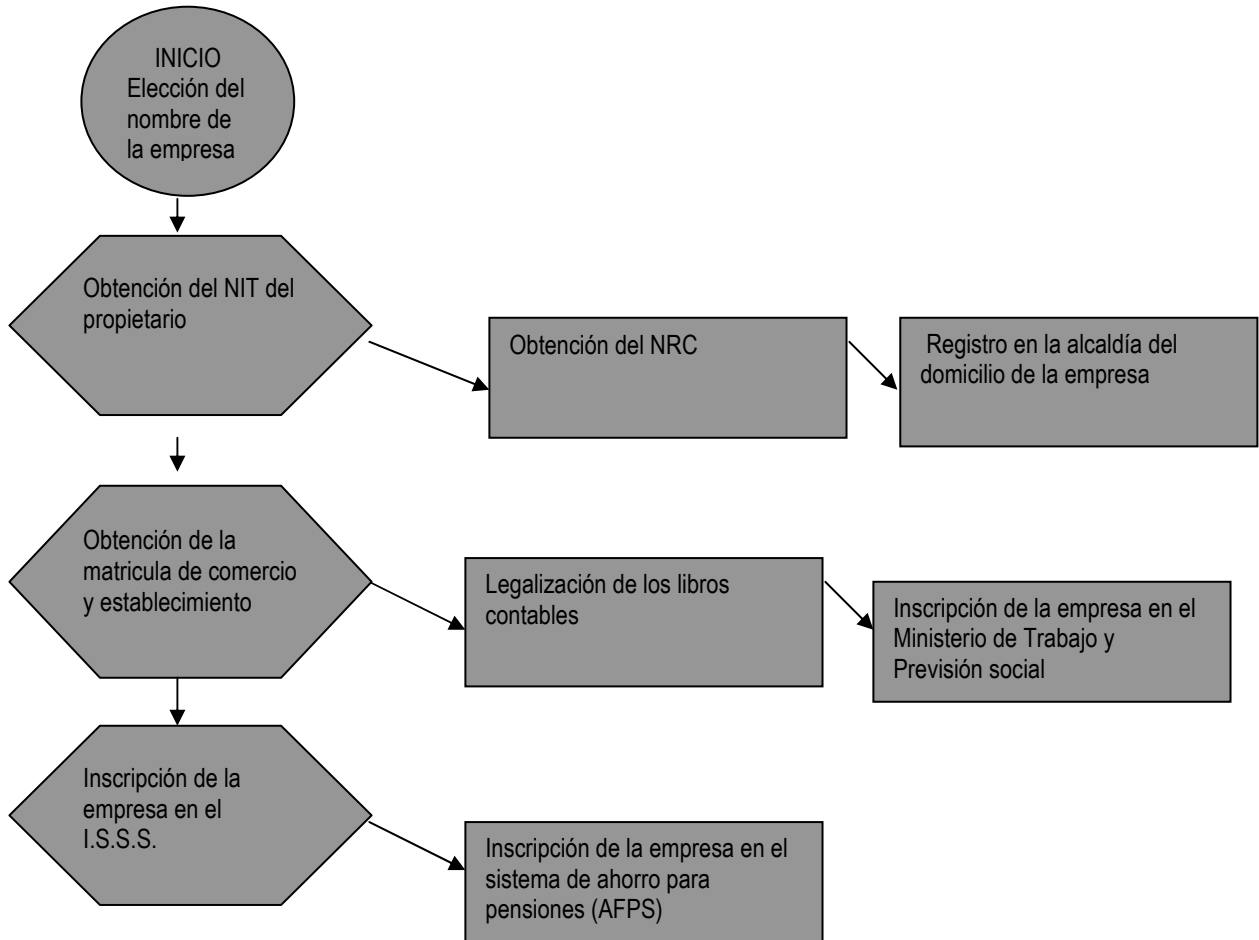 INICIO
Elección del
nombre de
la empresa
Obtención del NIT del
propietario
Obtención del NRC
Registro en la alcaldía del
domicilio de la empresa
Obtención de la
matricula de comercio
y establecimiento
Legalización de los libros
contables
Inscripción de la empresa en el
Ministerio de Trabajo y
Previsión social
Inscripción de la
empresa en el
I.S.S.S.
Inscripción de la empresa en el
sistema de ahorro para
pensiones (AFPS)